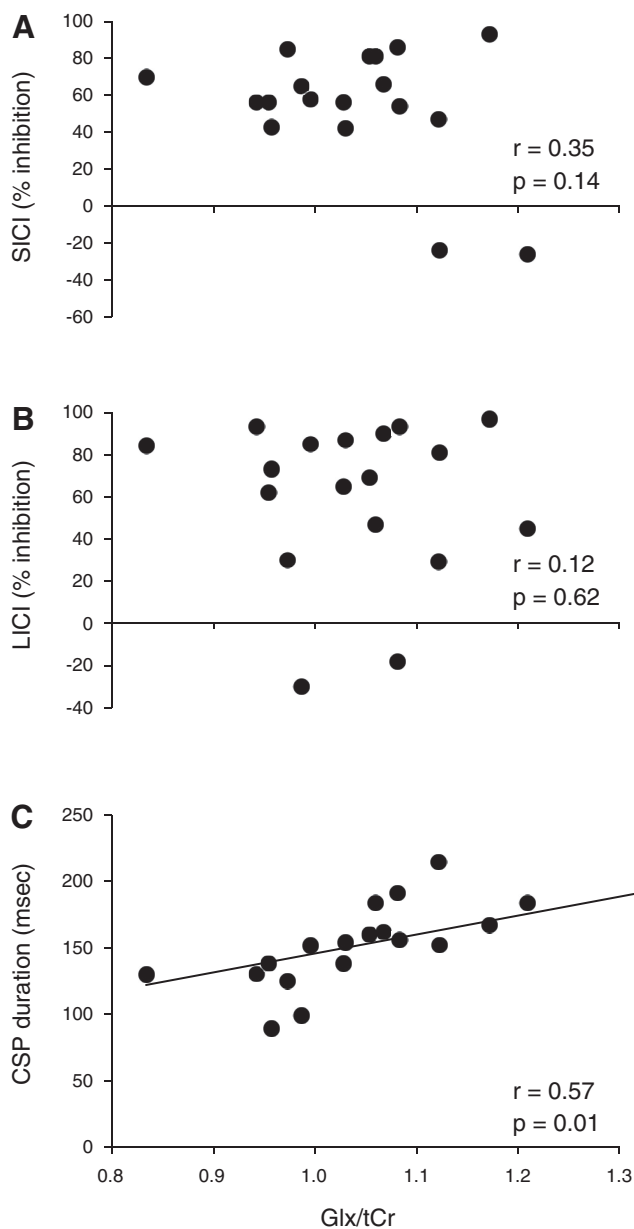 A
100
80
60
40
20
0
-20
-40
-60
SICI (% inhibition)
r = 0.35
p = 0.14
B
100
80
60
40
20
0
-20
-40
LICI (% inhibition)
r = 0.12
p = 0.62
C
250
200
150
100
50
0
CSP duration (msec)
r = 0.57
p = 0.01
0.8 0.9 1.0 1.1 1.2 1.3
Glx/tCr